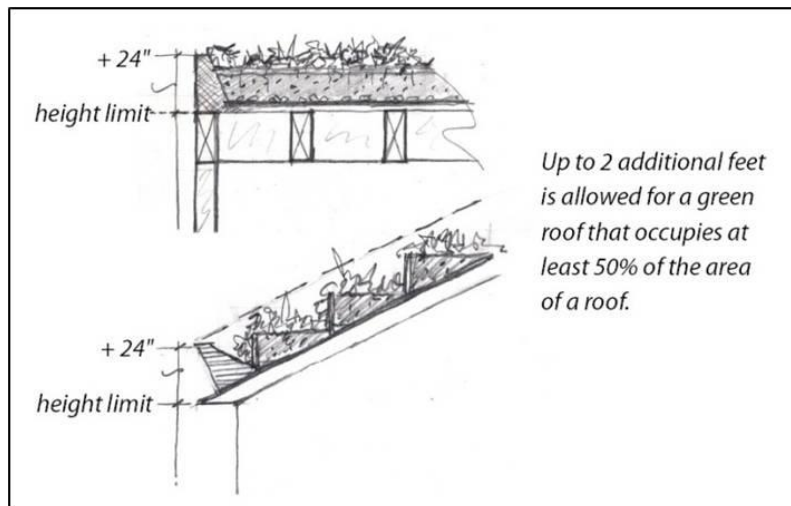 + 24"
height limit
Up to 2 additional feet
is allowed for a green
roof that occupies at
least 50% of the area
of a roof.
+ 24"
height limit